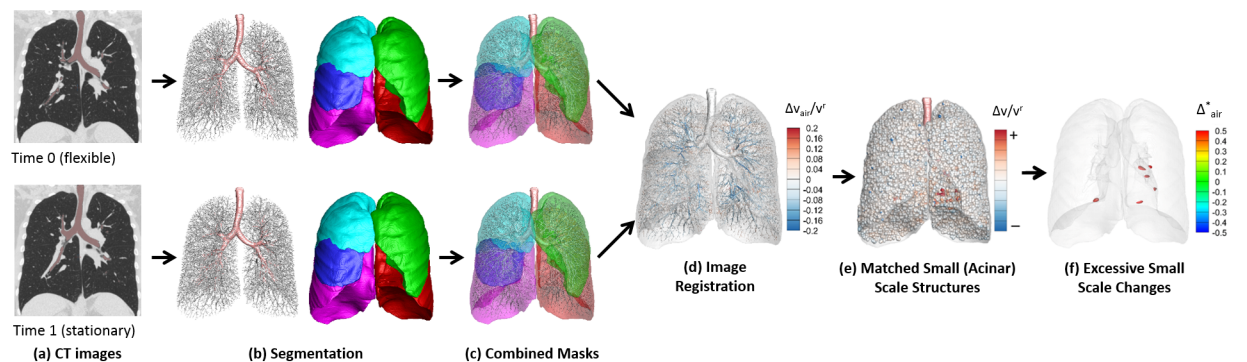 Time 0 (flexible)
Time 1 (stationary)
(a) CT images
(b) Segmentation
(c) Combined Masks
Δv_air/v^r
0.2
0.16
0.12
0.08
0.04
0
-0.04
-0.08
-0.12
-0.16
-0.2
(d) Image
Registration
Δv/v^r
+
−
(e) Matched Small (Acinar)
Scale Structures
Δ*_air
0.5
0.4
0.3
0.2
0.1
0
-0.1
-0.2
-0.3
-0.4
-0.5
(f) Excessive Small
Scale Changes